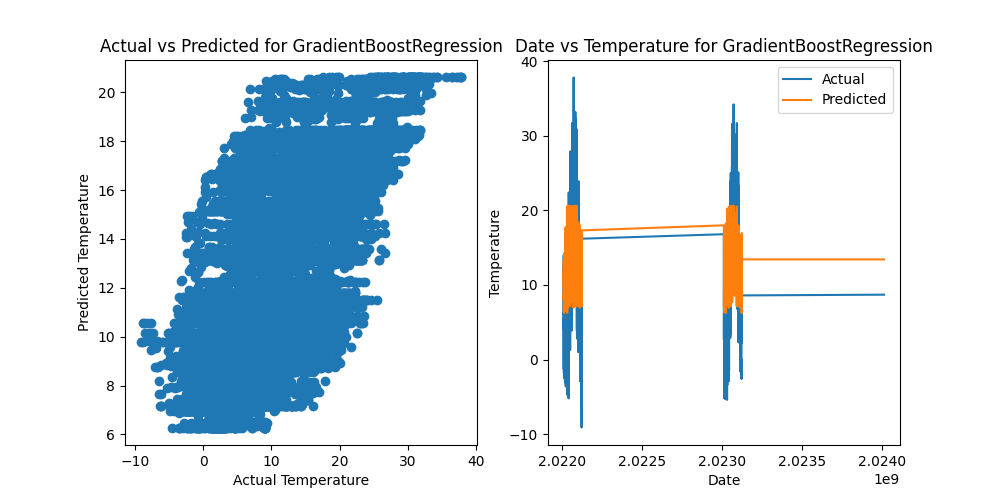 Actual vs Predicted for GradientBoostRegression
Predicted Temperature
20
18
16
14
12
10
8
6
−10
0
10
20
30
40
Actual Temperature
Date vs Temperature for GradientBoostRegression
Actual
Predicted
Temperature
40
30
20
10
0
−10
2.0220
2.0225
2.0230
2.0235
2.0240
1e9
Date